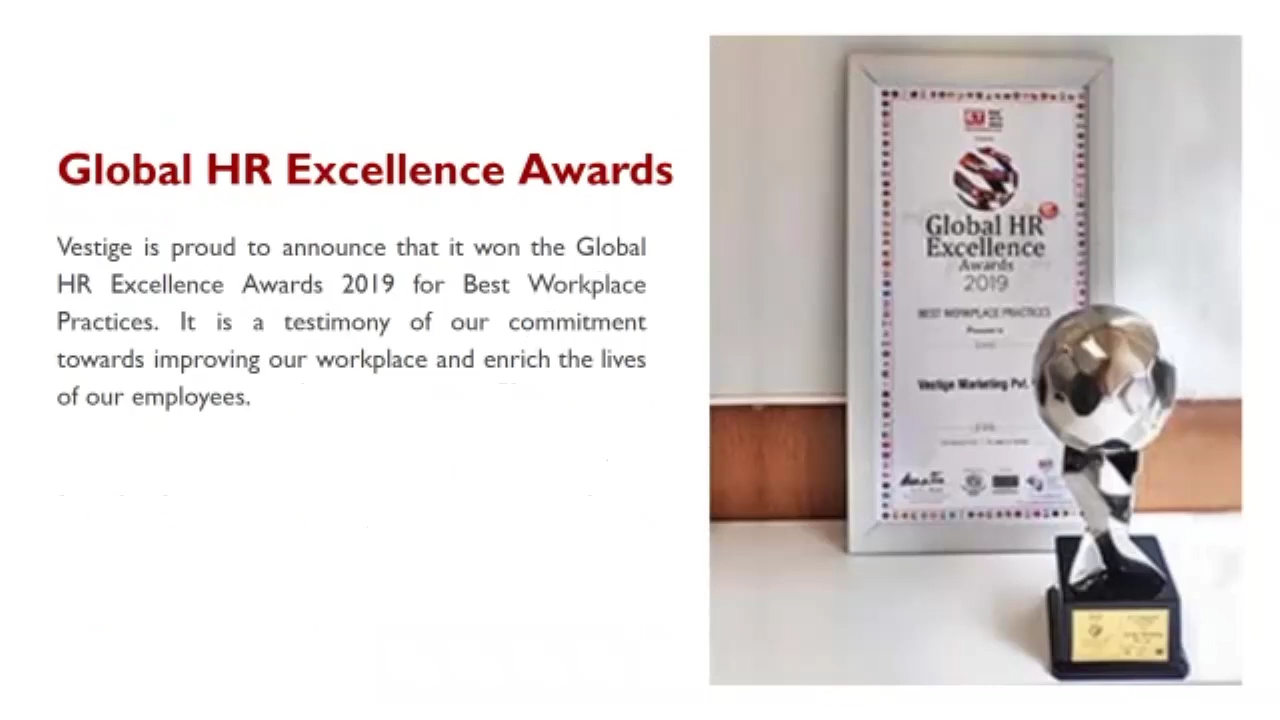 Global HR Excellence Awards
Vestige is proud to announce that it won the Global
HR Excellence Awards 2019 for Best Workplace
Practices. It is a testimony of our commitment
towards improving our workplace and enrich the lives
of our employees.
Global HR
Excellence
Awards
2019
BEST WORKPLACE PRACTICES
Vestige Marketing Pvt.